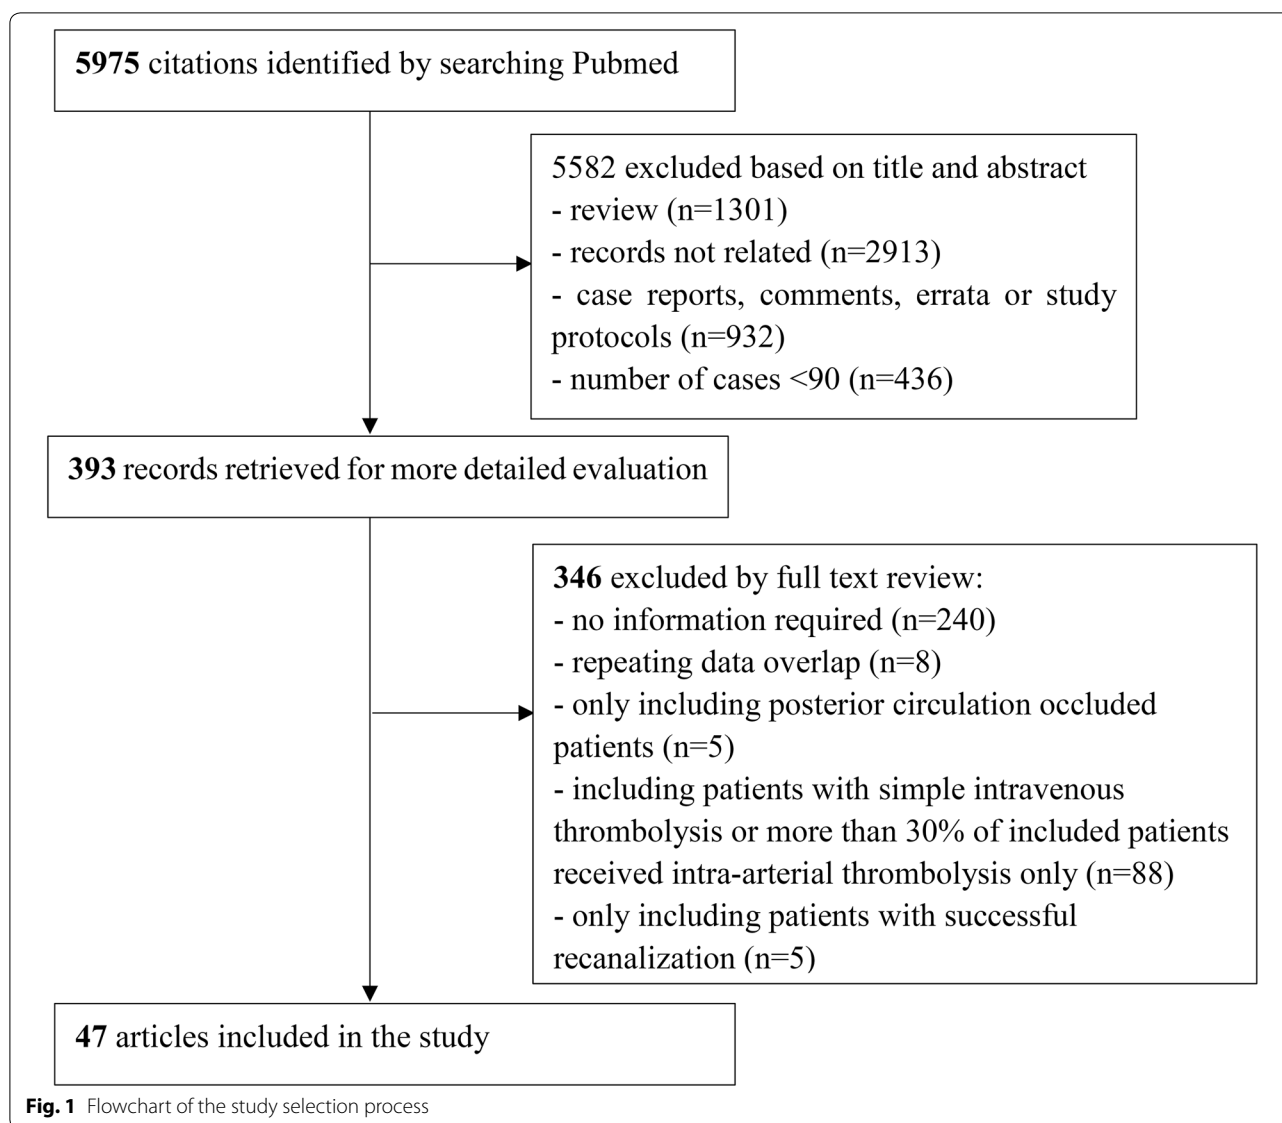 5975 citations identified by searching Pubmed
5582 excluded based on title and abstract
- review (n=1301)
- records not related (n=2913)
- case reports, comments, errata or study
protocols (n=932)
- number of cases <90 (n=436)
393 records retrieved for more detailed evaluation
346 excluded by full text review:
- no information required (n=240)
- repeating data overlap (n=8)
- only including posterior circulation occluded
patients (n=5)
- including patients with simple intravenous
thrombolysis or more than 30% of included patients
received intra-arterial thrombolysis only (n=88)
- only including patients with successful
recanalization (n=5)
47 articles included in the study
Fig. 1 Flowchart of the study selection process